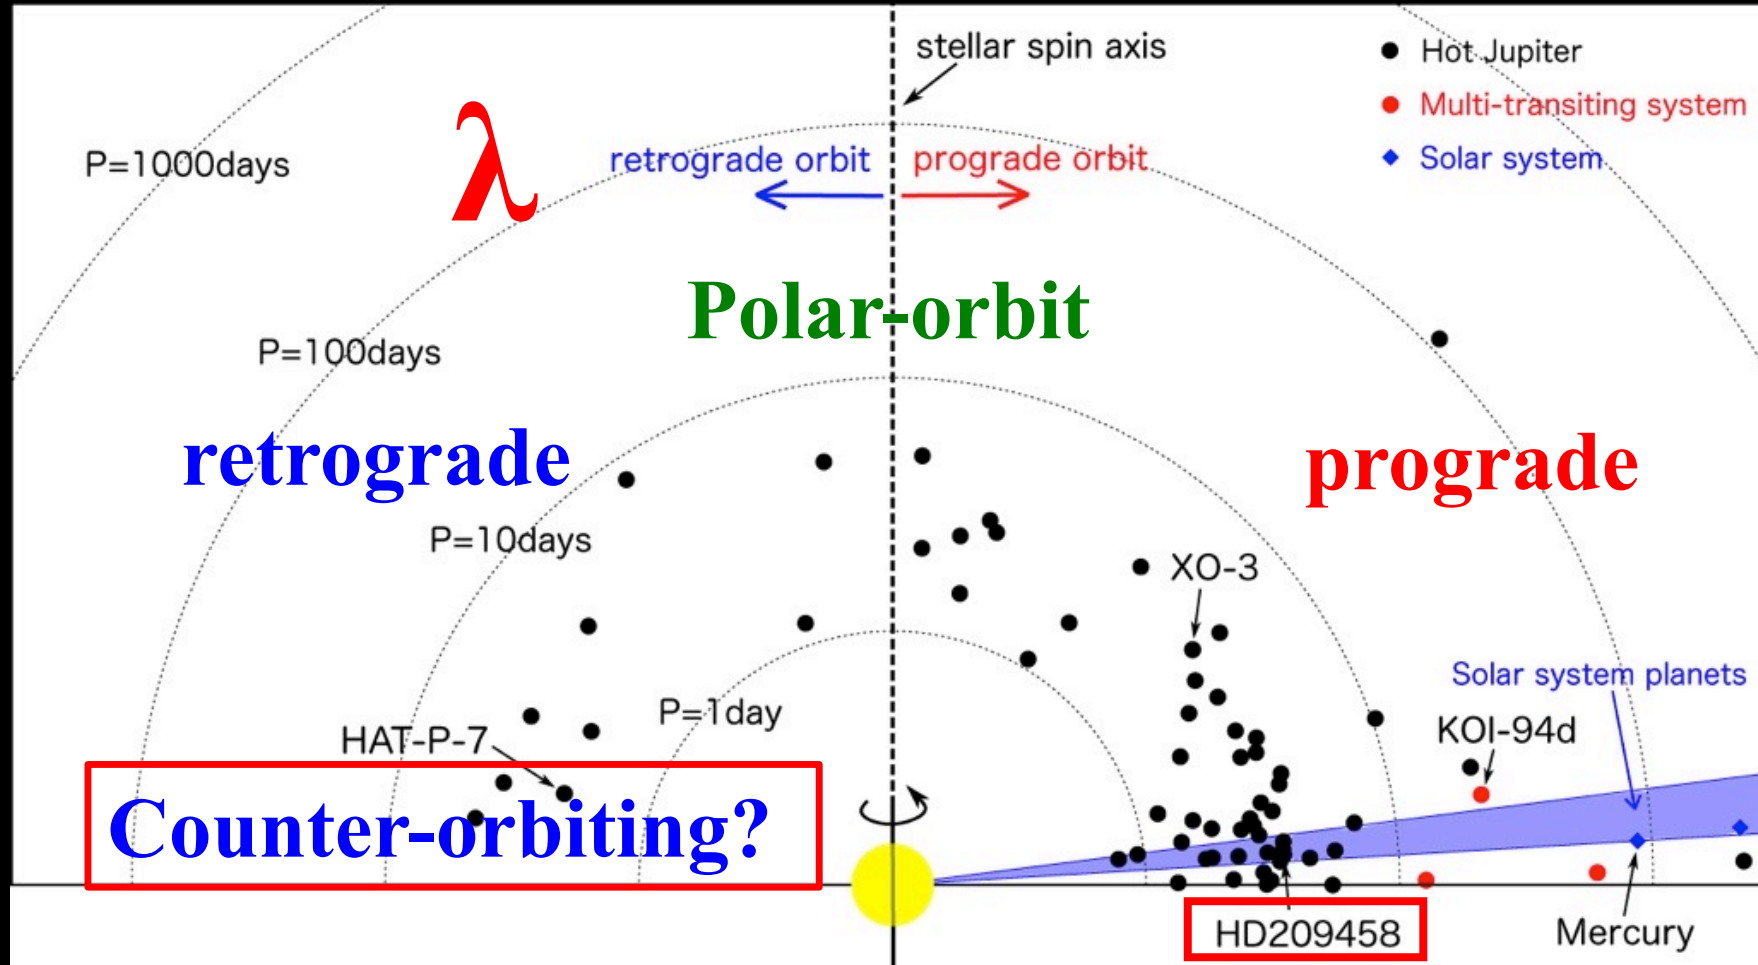 stellar spin axis
Hot Jupiter
Multi-transiting system
Solar system
P=1000days
λ
retrograde orbit
prograde orbit
Polar-orbit
P=100days
retrograde
prograde
P=10days
XO-3
Solar system planets
P=1day
KOI-94d
HAT-P-7
Counter-orbiting?
HD209458
Mercury